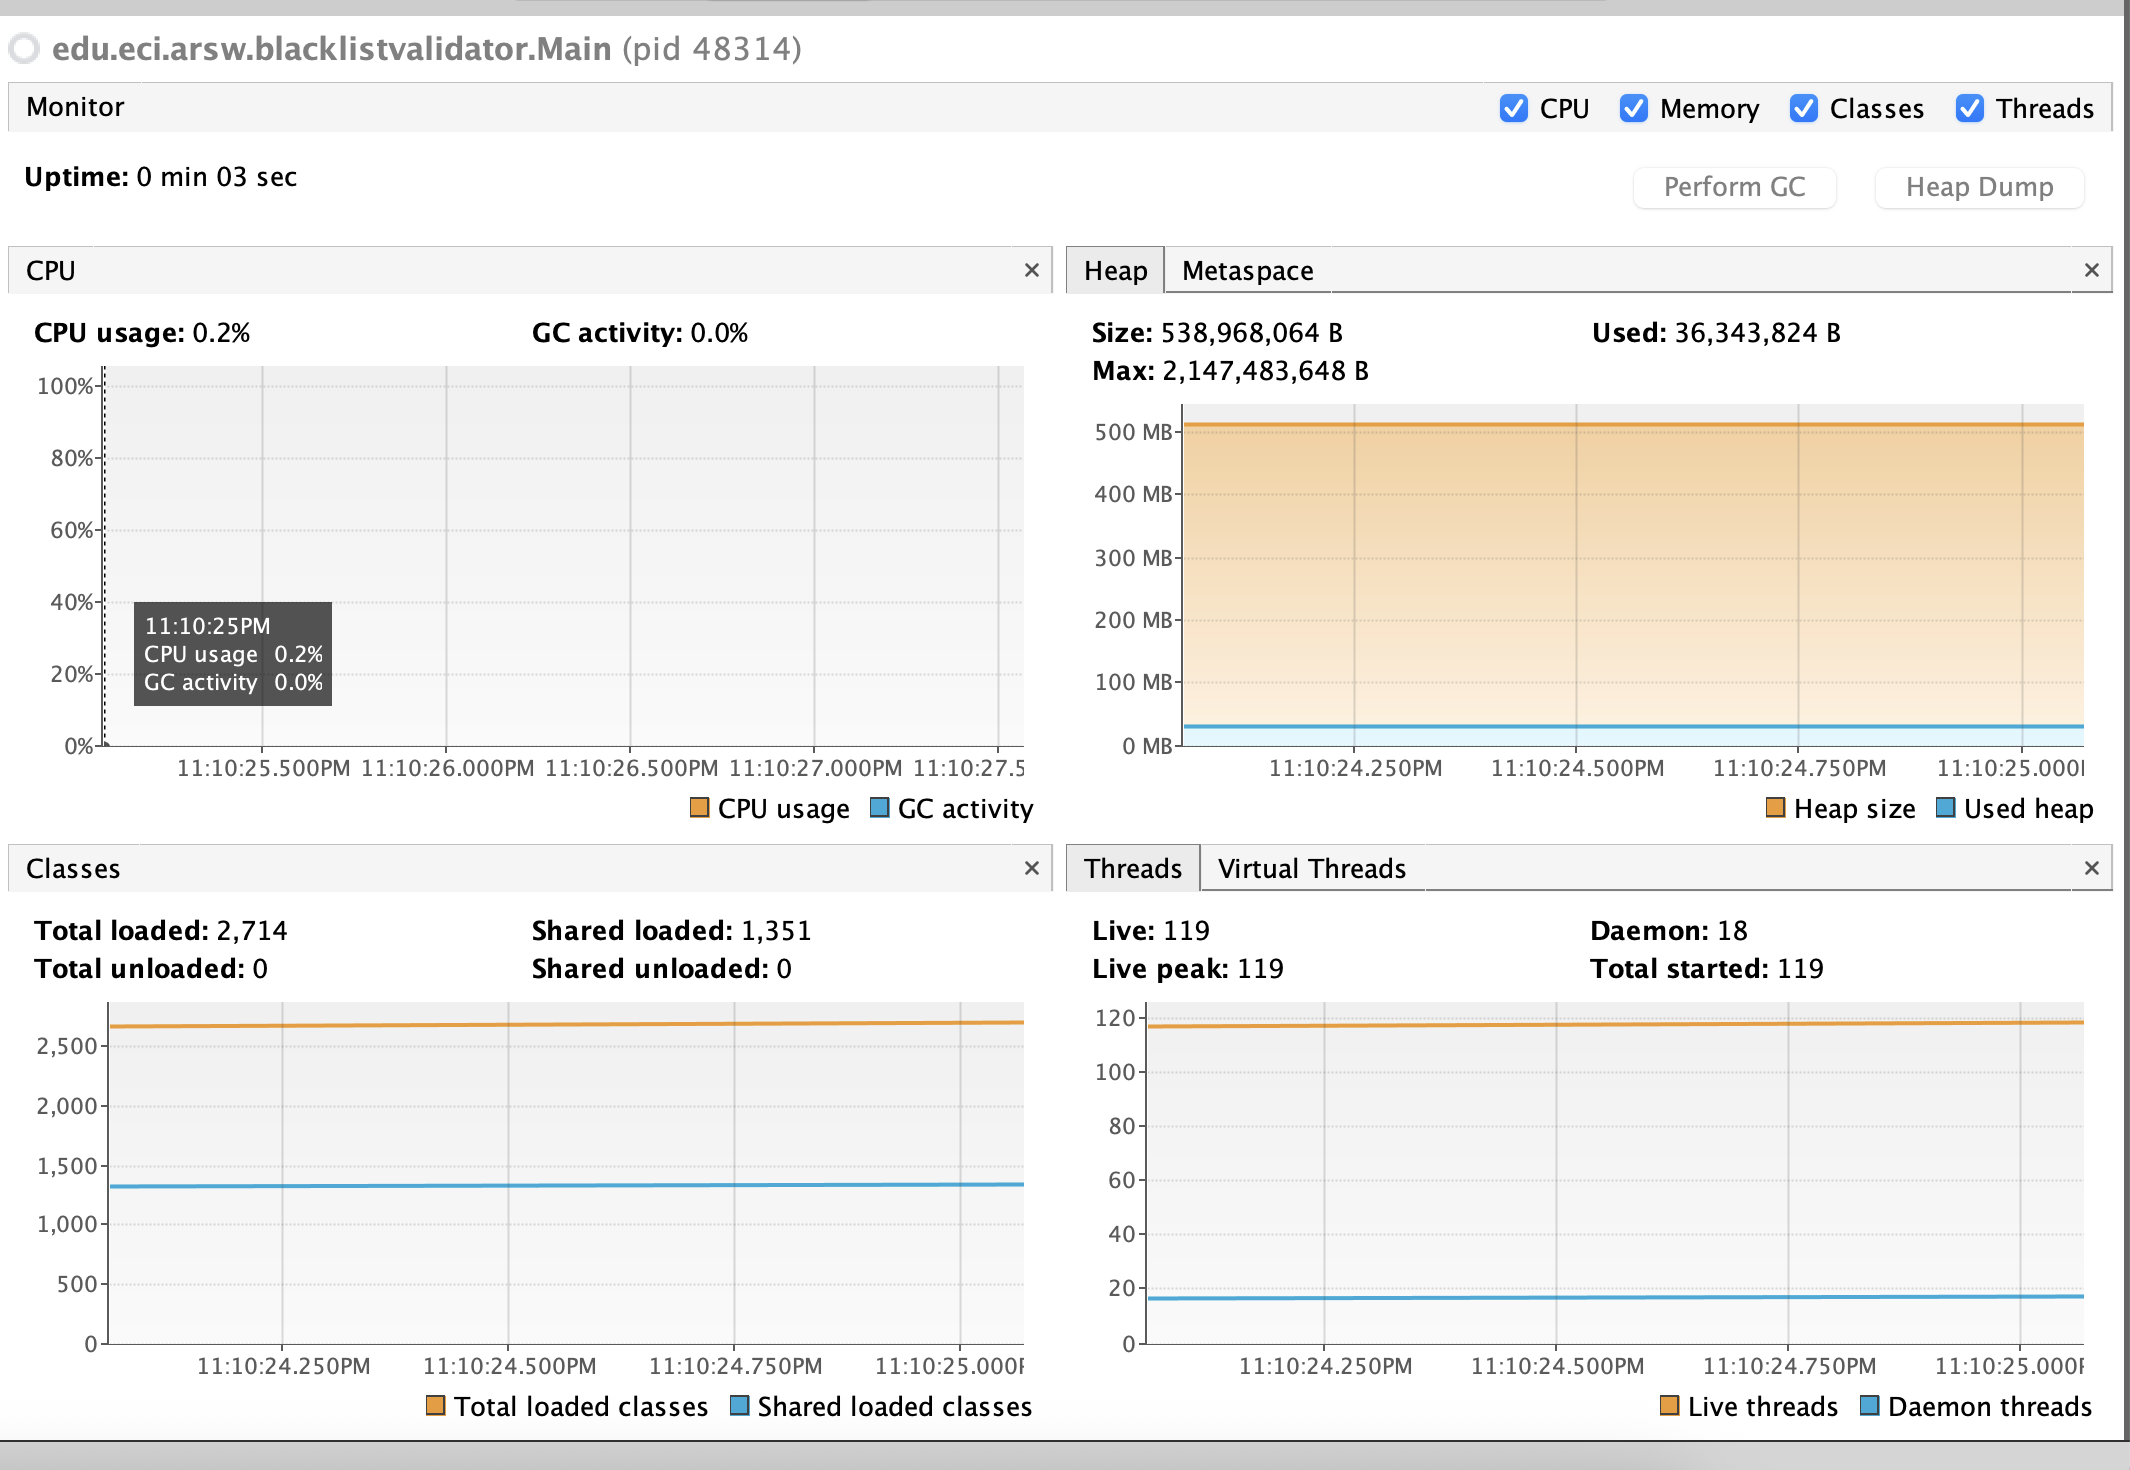 edu.eci.arsw.blacklistvalidator.Main (pid 48314)
Monitor
CPU Memory Classes Threads
Uptime: 0 min 03 sec
Perform GC Heap Dump
CPU
CPU usage: 0.2% GC activity: 0.0%
100%
80%
60%
40%
20%
0%
11:10:25PM
CPU usage 0.2%
GC activity 0.0%
11:10:25.500PM 11:10:26.000PM 11:10:26.500PM 11:10:27.000PM 11:10:27.5
CPU usage GC activity
Heap Metaspace
Size: 538,968,064 B Used: 36,343,824 B
Max: 2,147,483,648 B
500 MB
400 MB
300 MB
200 MB
100 MB
0 MB
11:10:24.250PM 11:10:24.500PM 11:10:24.750PM 11:10:25.000
Heap size Used heap
Classes
Total loaded: 2,714 Shared loaded: 1,351
Total unloaded: 0 Shared unloaded: 0
2,500
2,000
1,500
1,000
500
0
11:10:24.250PM 11:10:24.500PM 11:10:24.750PM 11:10:25.000
Total loaded classes Shared loaded classes
Threads Virtual Threads
Live: 119 Daemon: 18
Live peak: 119 Total started: 119
120
100
80
60
40
20
0
11:10:24.250PM 11:10:24.500PM 11:10:24.750PM 11:10:25.000
Live threads Daemon threads